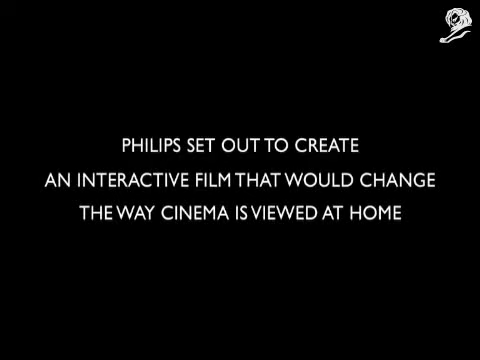 PHILIPS SET OUT TO CREATE
AN INTERACTIVE FILM THAT WOULD CHANGE
THE WAY CINEMA IS VIEWED AT HOME